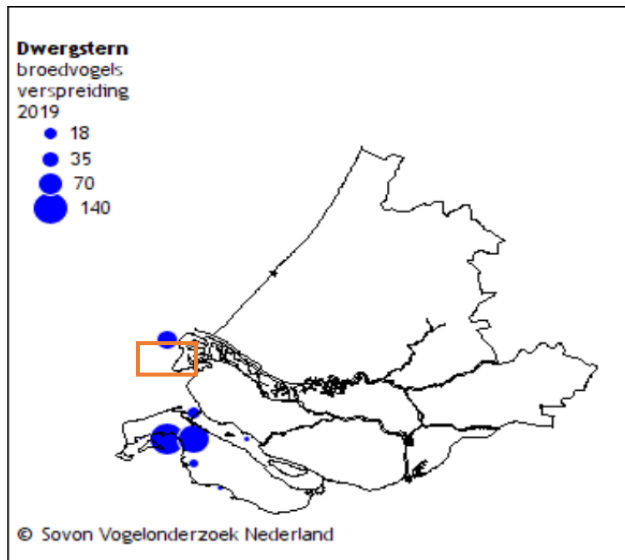 Dwergstern
broedvogels
verspreiding
2019
18
35
70
140
© Sovon Vogelonderzoek Nederland